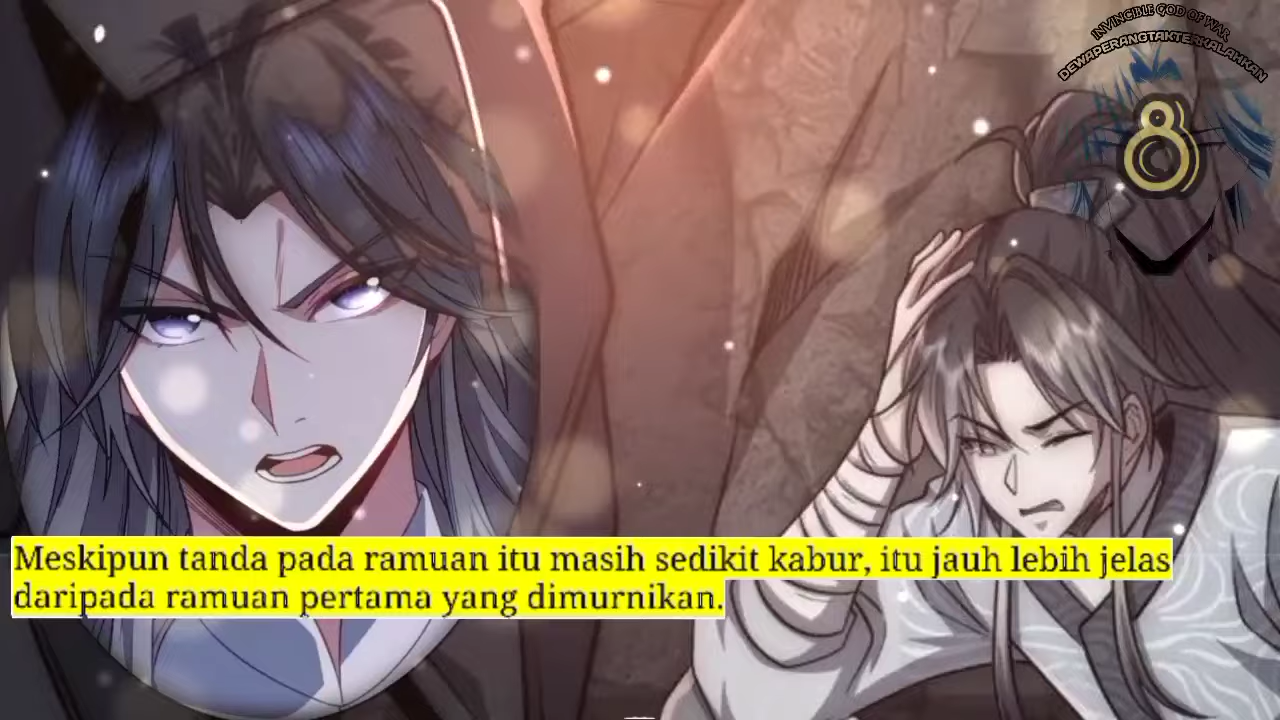 INVINCIBLE GOD OF WAR
DEWAPERANGTAKTERKALAHKAN
8
Meskipun tanda pada ramuan itu masih sedikit kabur, itu jauh lebih jelas
daripada ramuan pertama yang dimurnikan.